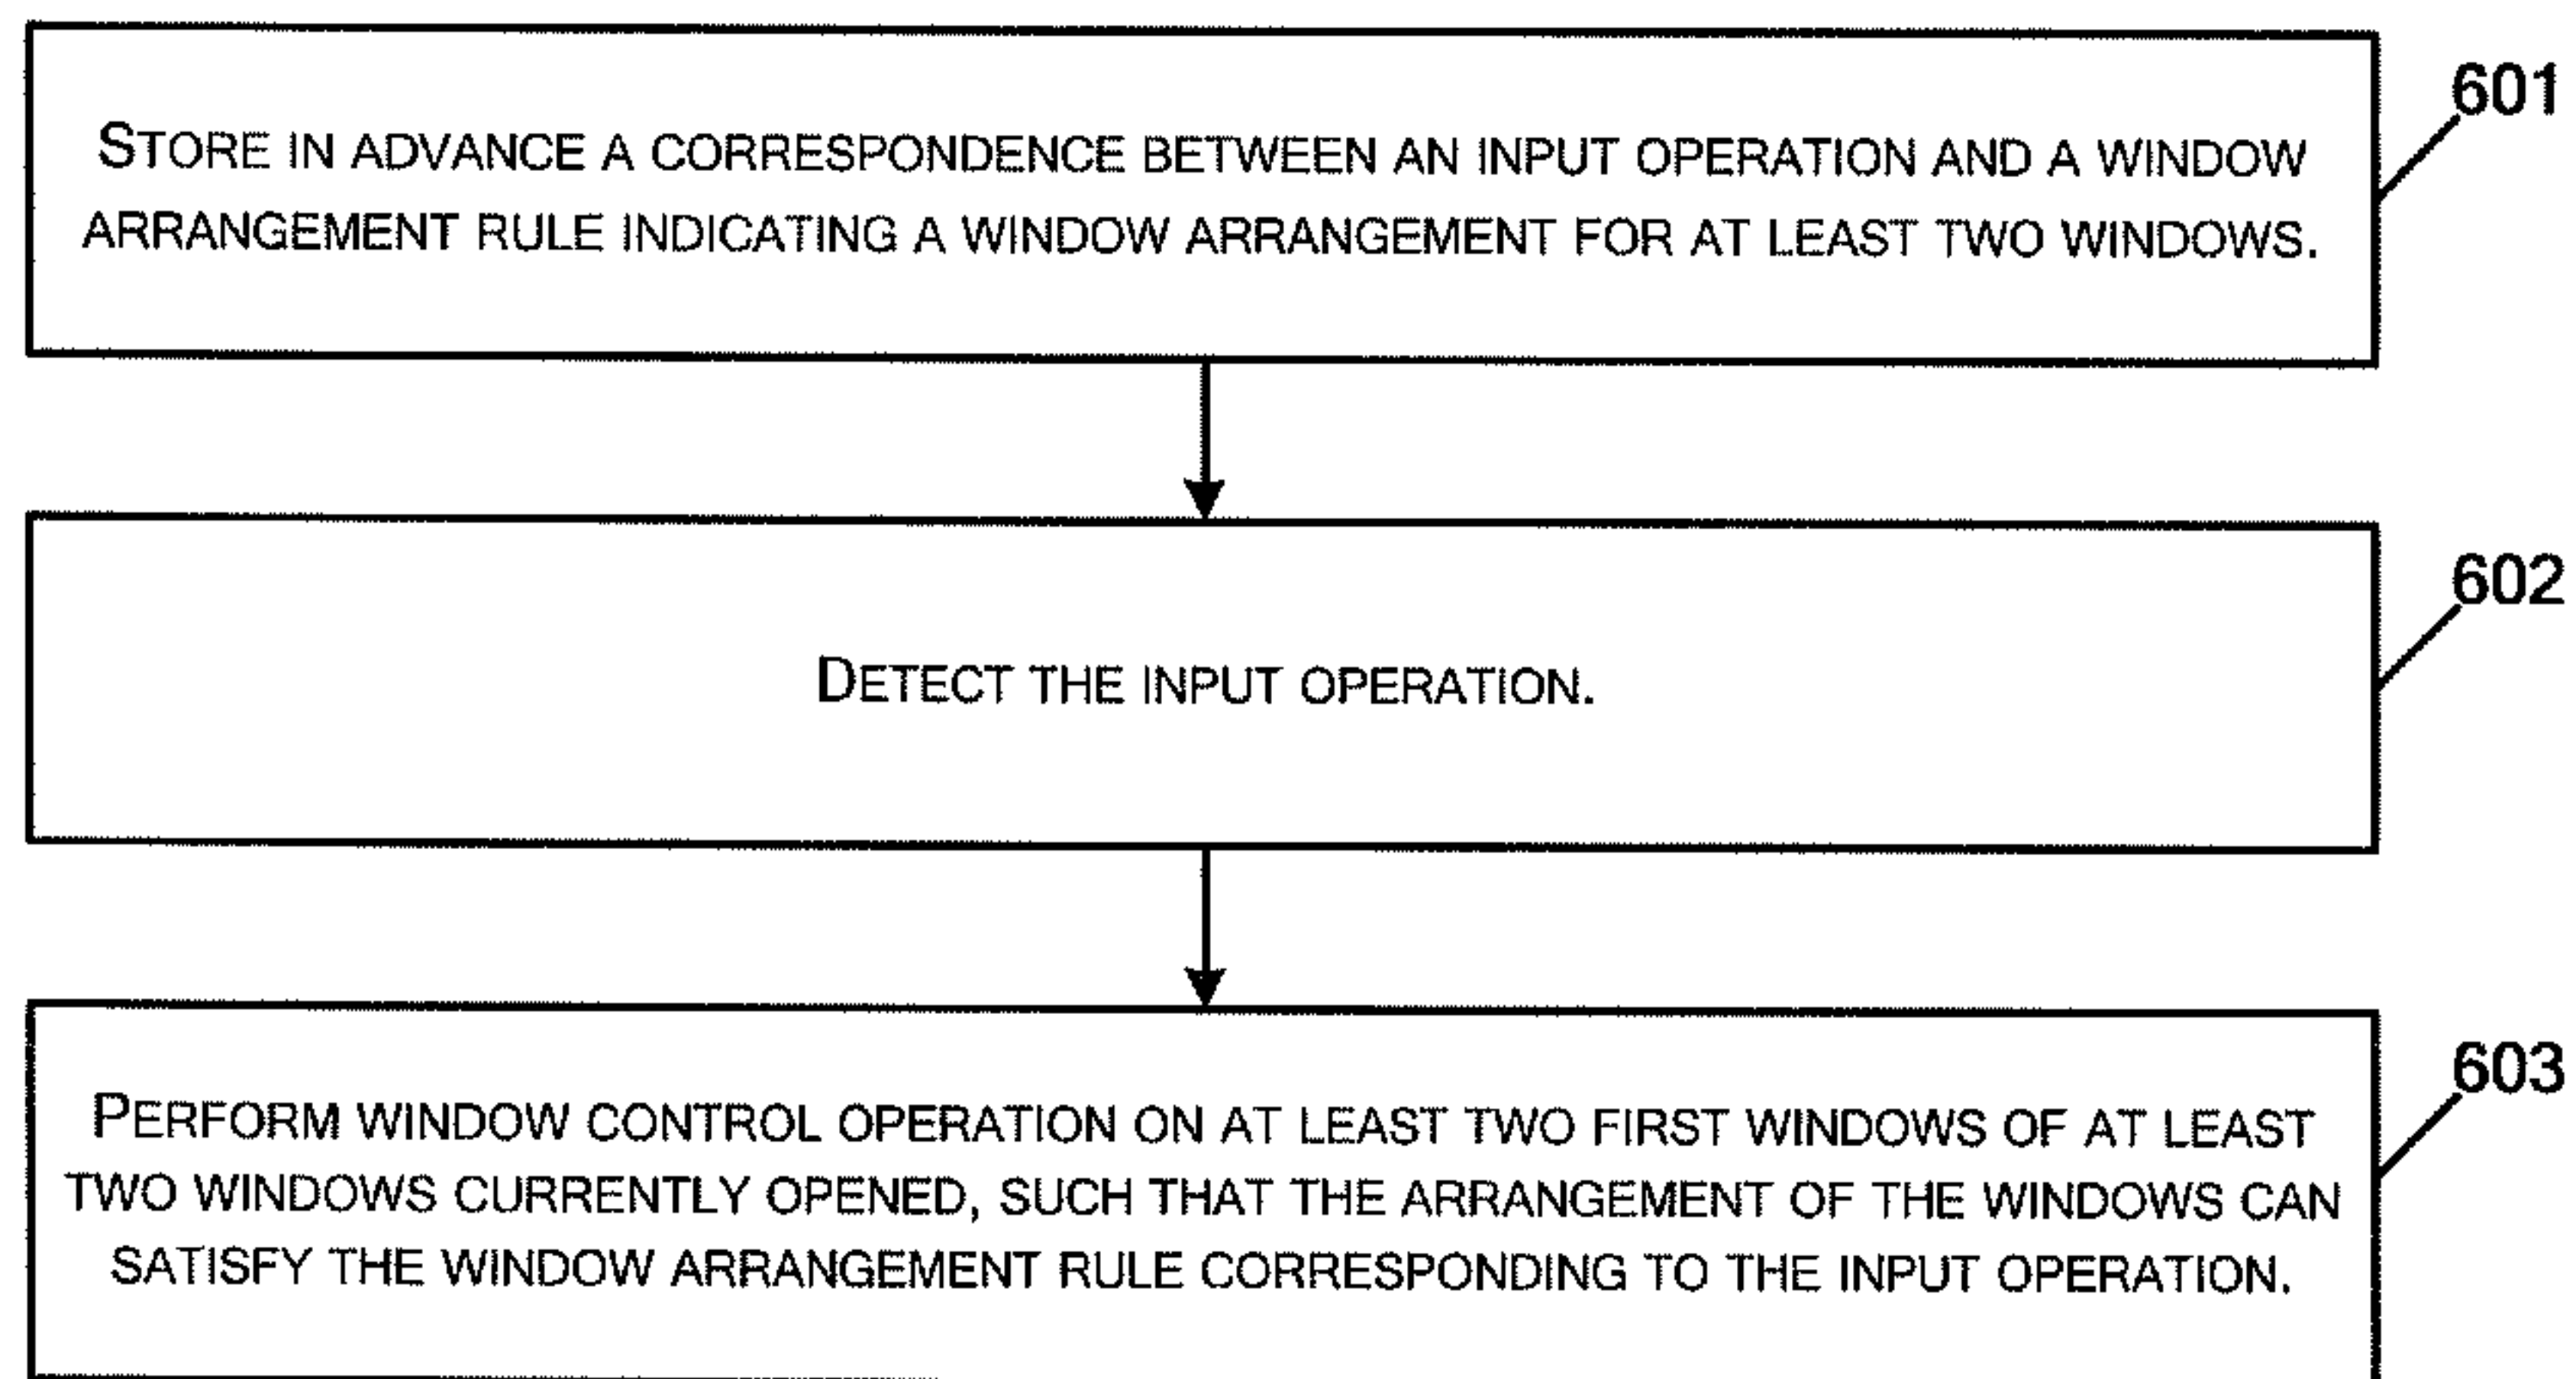 STORE IN ADVANCE A CORRESPONDENCE BETWEEN AN INPUT OPERATION AND A WINDOW
ARRANGEMENT RULE INDICATING A WINDOW ARRANGEMENT FOR AT LEAST TWO WINDOWS.
601
DETECT THE INPUT OPERATION.
602
PERFORM WINDOW CONTROL OPERATION ON AT LEAST TWO FIRST WINDOWS OF AT LEAST
TWO WINDOWS CURRENTLY OPENED, SUCH THAT THE ARRANGEMENT OF THE WINDOWS CAN
SATISFY THE WINDOW ARRANGEMENT RULE CORRESPONDING TO THE INPUT OPERATION.
603